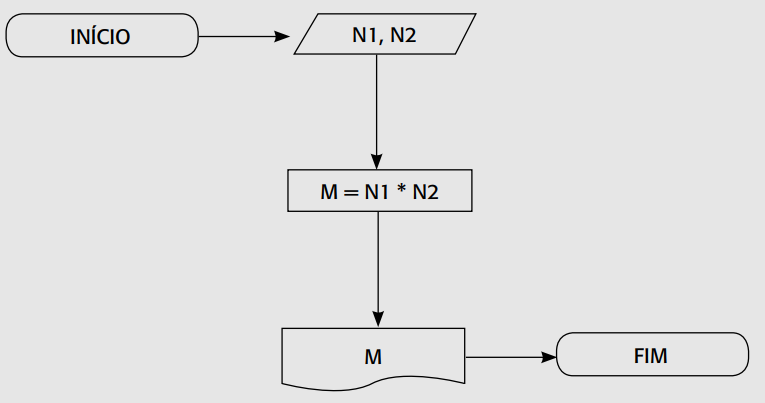 INÍCIO
N1, N2
M = N1 * N2
M
FIM